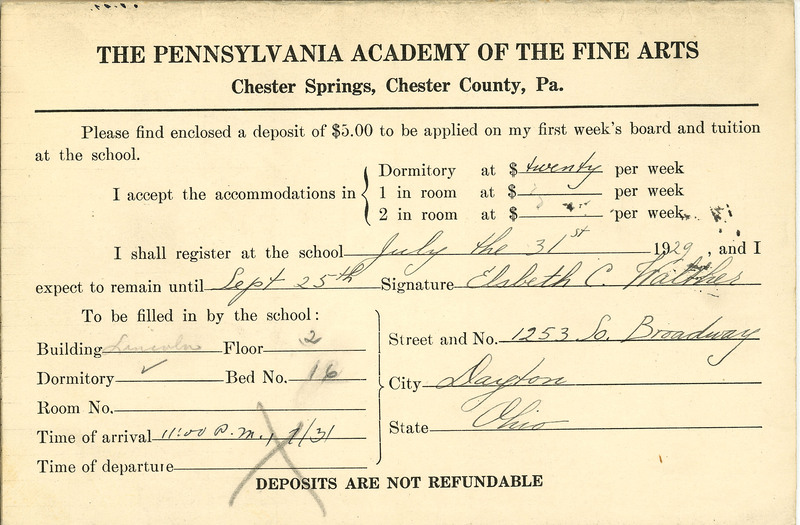 THE PENNSYLVANIA ACADEMY OF THE FINE ARTS
Chester Springs, Chester County, Pa.
Please find enclosed a deposit of $5.00 to be applied on my first week's board and tuition
at the school.
I accept the accommodations in { Dormitory at $ twenty per week
1 in room at $ per week
2 in room at $ per week
I shall register at the school July the 31st 1929, and I
expect to remain until Sept 25th Signature Elsbeth C. Walther
To be filled in by the school:
Building Lincoln Floor 2
Dormitory ✓ Bed No. 16
Room No.
Time of arrival 11:00 P.M., 7/31
Time of departure
Street and No. 1253 So. Broadway
City Dayton
State Ohio
DEPOSITS ARE NOT REFUNDABLE